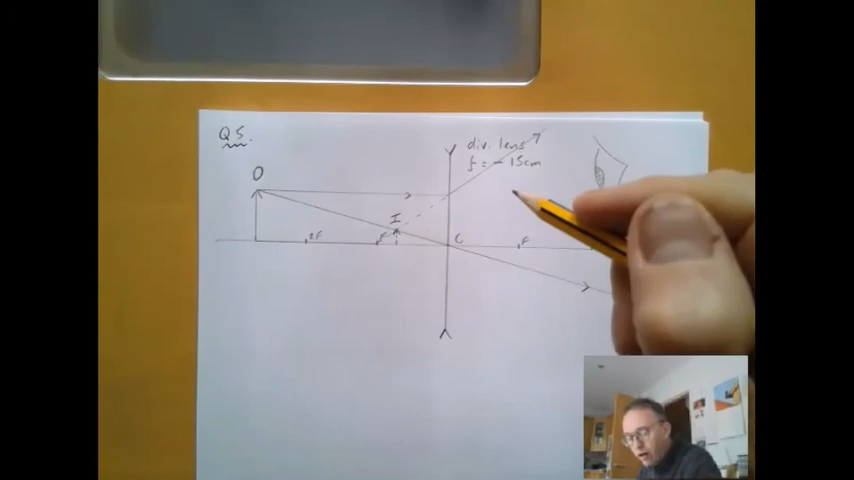 Q5.
div. lens
f = - 15cm
O
I
2F
F
C
F